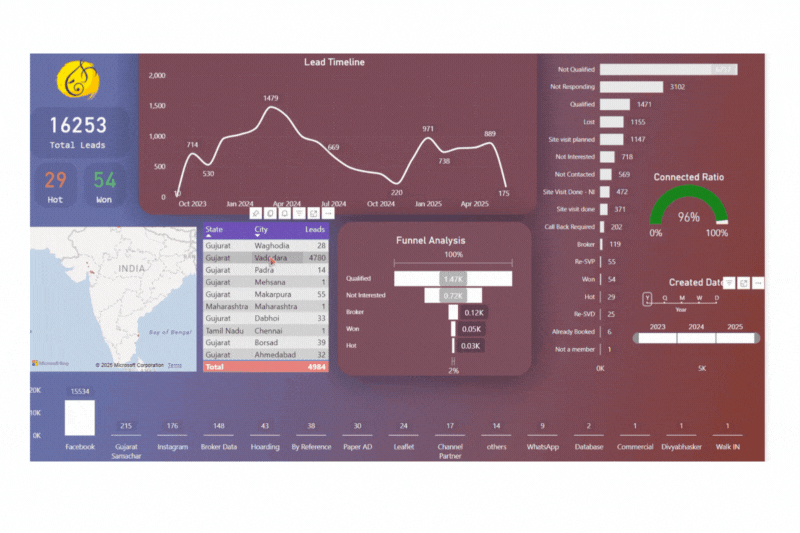 Lead Timeline
2,000
1,500
1,000
500
0
1479
714
530
669
220
971
738
889
175
10
Oct 2023
Jan 2024
Apr 2024
Jul 2024
Oct 2024
Jan 2025
Apr 2025
16253
Total Leads
29
Hot
54
Won
INDIA
Bay of Bengal
Microsoft Bing
© 2025 Microsoft Corporation Terms
State City Leads
Gujarat Waghodia 28
Gujarat Vadodara 4780
Gujarat Padra 14
Gujarat Mehsana 1
Gujarat Makarpura 55
Maharashtra Maharashtra 1
Gujarat Dabhoi 33
Tamil Nadu Chennai 1
Gujarat Borsad 39
Gujarat Ahmedabad 32
Total 4984
Funnel Analysis
100%
Qualified 1.47K
Not Interested 0.72K
Broker 0.12K
Won 0.05K
Hot 0.03K
2%
Not Qualified
Not Responding 3102
Qualified 1471
Lost 1155
Site visit planned 1147
Not Interested 718
Not Contacted 569
Site Visit Done - NI 472
Site visit done 371
Call Back Required 202
Broker 119
Re-SVP 55
Won 54
Hot 29
Re-SVD 25
Already Booked 6
Not a member 1
0K 5K
Connected Ratio
96%
0% 100%
Created Date
Y Q M W D
Year
2023 2024 2025
20K
10K
0K
15534 215 176 148 43 38 30 24 17 14 9 2 1 1 1
Facebook Gujarat Samachar Instagram Broker Data Hoarding By Reference Paper AD Leaflet Channel Partner others WhatsApp Database Commercial Divyabhasker Walk IN